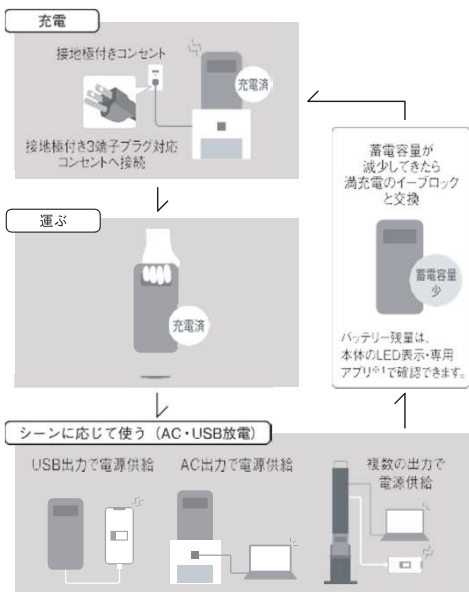 充電
接地極付きコンセント
充電済
接地極付き3端子プラグ対応
コンセントへ接続
運ぶ
充電済
シーンに応じて使う（AC・USB放電）
USB出力で電源供給
AC出力で電源供給
複数の出力で
電源供給
蓄電容量が
減少してきたら
満充電のイーブロック
と交換
蓄電容量
少
バッテリー残量は、
本体のLED表示・専用
アプリ※1で確認できます。